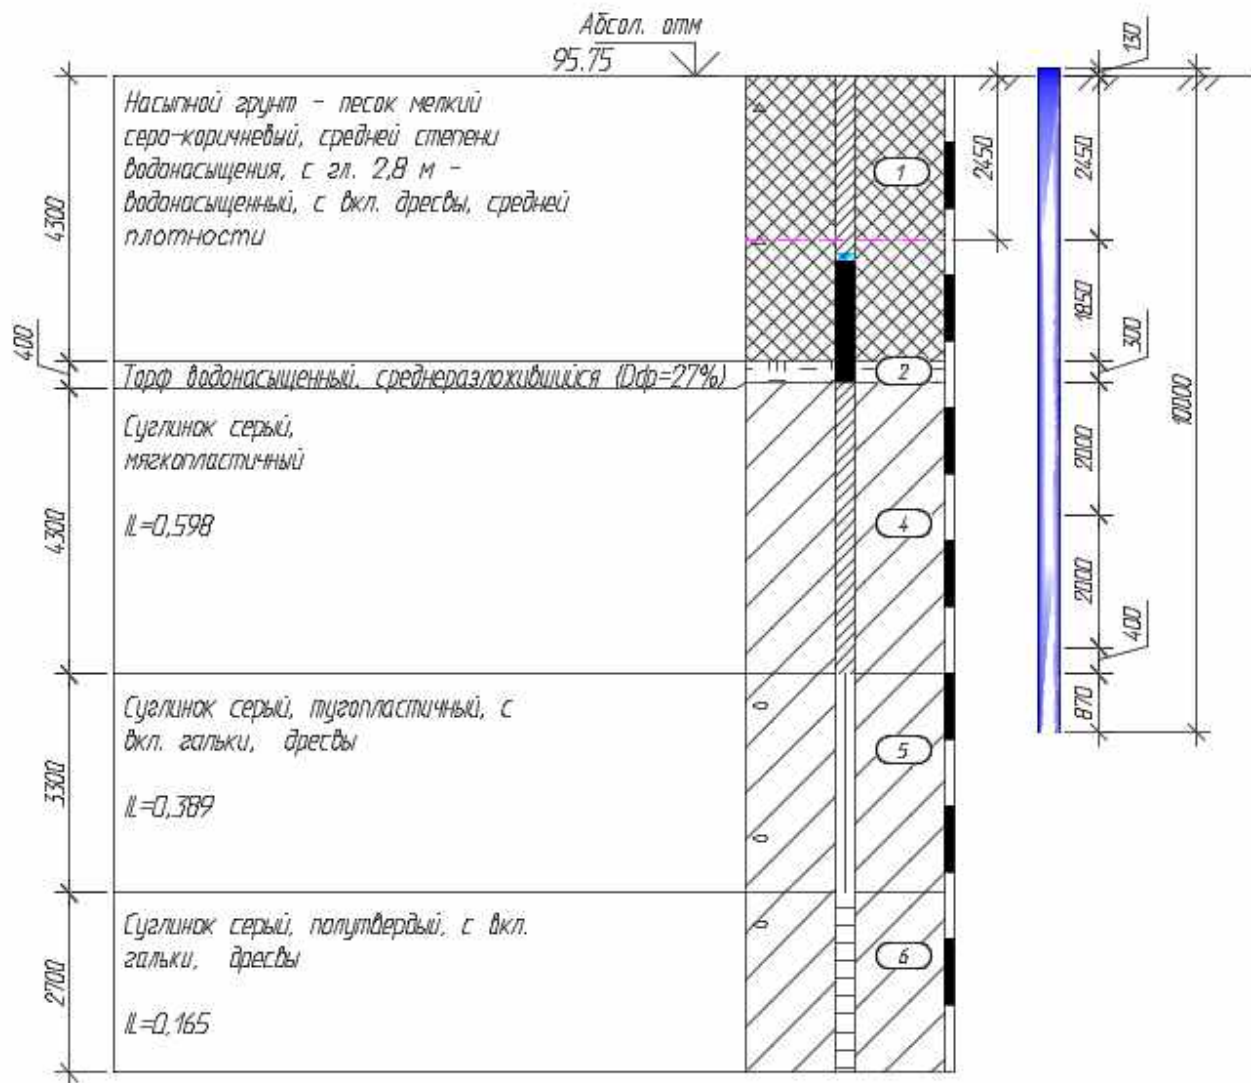 Абсол. отм
95.75
Насыпной грунт - песок мелкий
серо-коричневый, средней степени
водонасыщения, с гл. 2,8 м -
водонасыщенный, с вкл. дресвы, средней
плотности
4300
1
2450
130
2450
1850
300
10000
400
Торф водонасыщенный, среднеразложившийся (Ddp=27%)
2
Суглинок серый,
мягкопластичный
IL=0,598
4300
4
2000
2000
400
870
Суглинок серый, тугопластичный, с
вкл. гальки, дресвы
IL=0,389
3300
5
Суглинок серый, полутвердый, с вкл.
гальки, дресвы
IL=0,165
2700
6